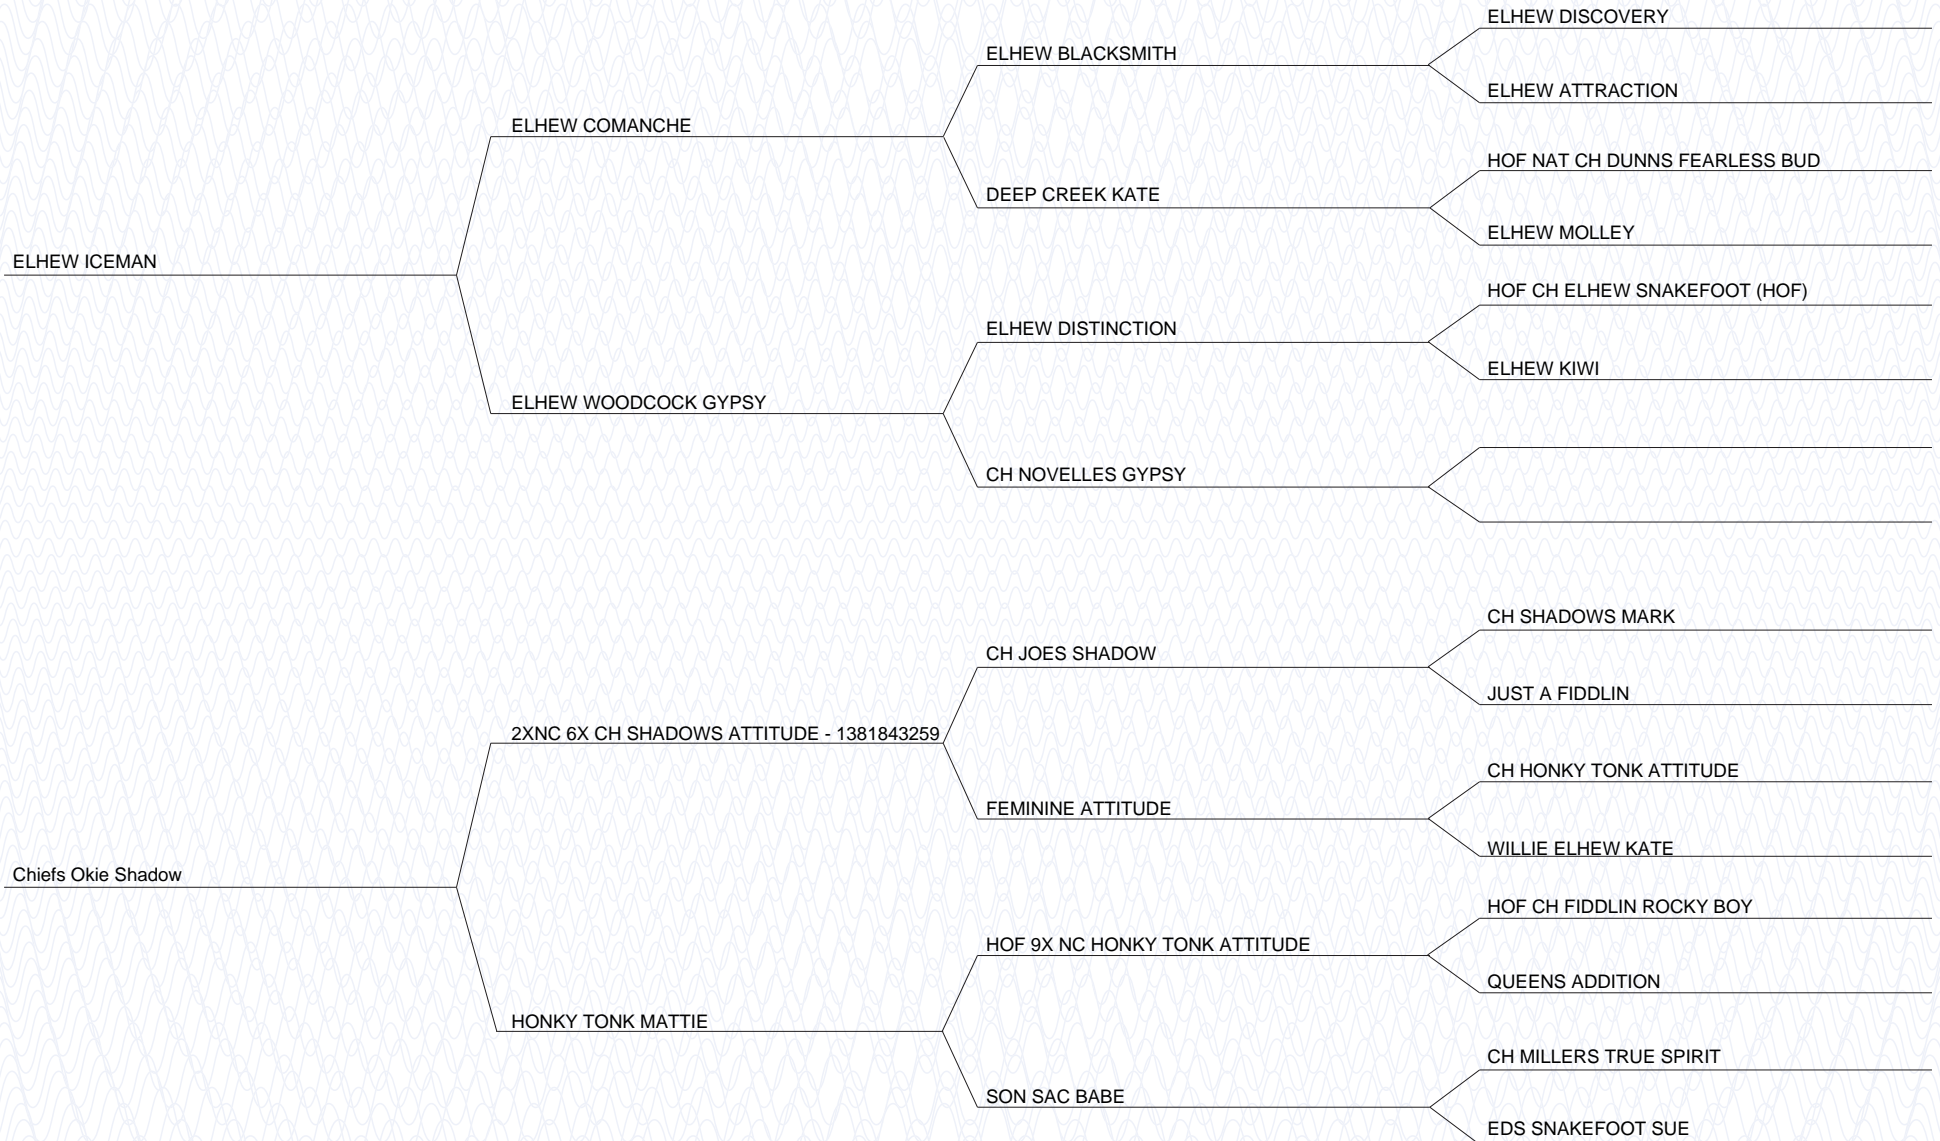 ELHEW DISCOVERY
ELHEW BLACKSMITH
ELHEW ATTRACTION
ELHEW COMANCHE
HOF NAT CH DUNNS FEARLESS BUD
DEEP CREEK KATE
ELHEW MOLLEY
ELHEW ICEMAN
HOF CH ELHEW SNAKEFOOT (HOF)
ELHEW DISTINCTION
ELHEW KIWI
ELHEW WOODCOCK GYPSY
CH NOVELLES GYPSY
CH SHADOWS MARK
CH JOES SHADOW
JUST A FIDDLIN
2XNC 6X CH SHADOWS ATTITUDE - 1381843259
CH HONKY TONK ATTITUDE
FEMININE ATTITUDE
WILLIE ELHEW KATE
Chiefs Okie Shadow
HOF CH FIDDLIN ROCKY BOY
HOF 9X NC HONKY TONK ATTITUDE
QUEENS ADDITION
HONKY TONK MATTIE
CH MILLERS TRUE SPIRIT
SON SAC BABE
EDS SNAKEFOOT SUE